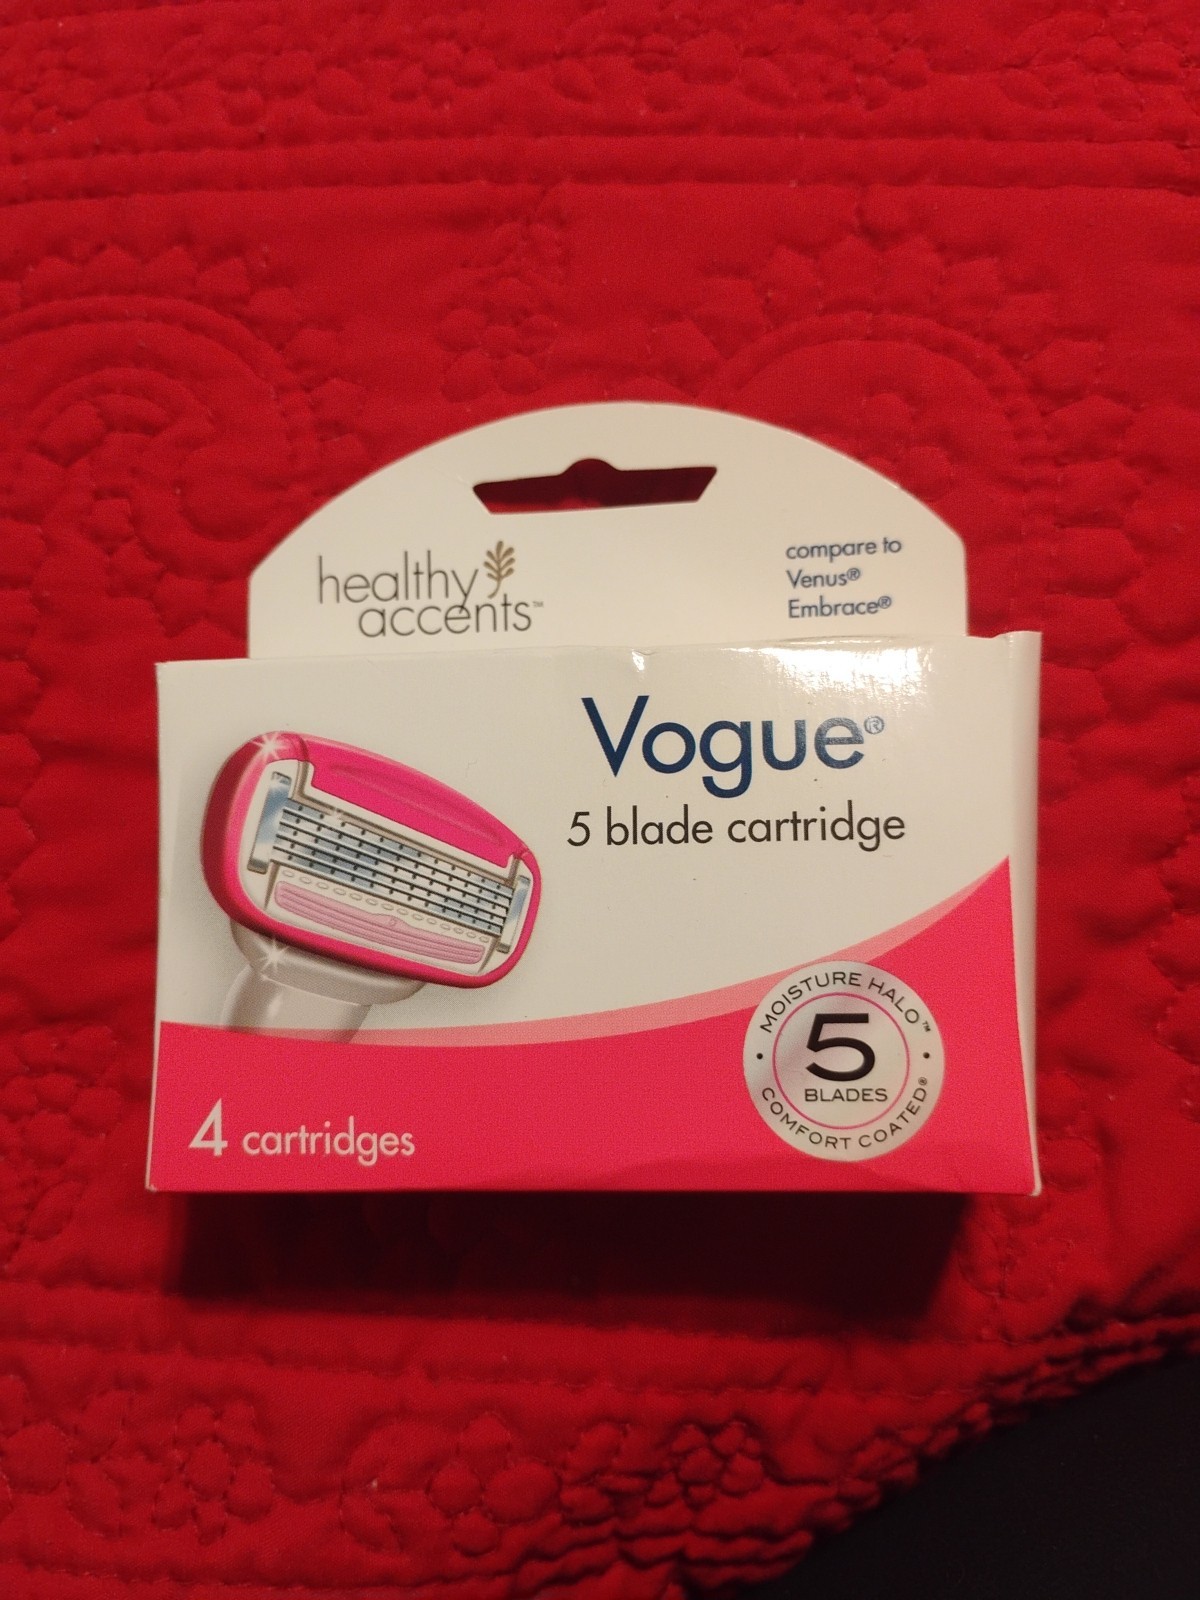 healthy
accents™
compare to
Venus®
Embrace®
Vogue®
5 blade cartridge
MOISTURE HALO™
5
BLADES
• COMFORT COATED® •
4 cartridges